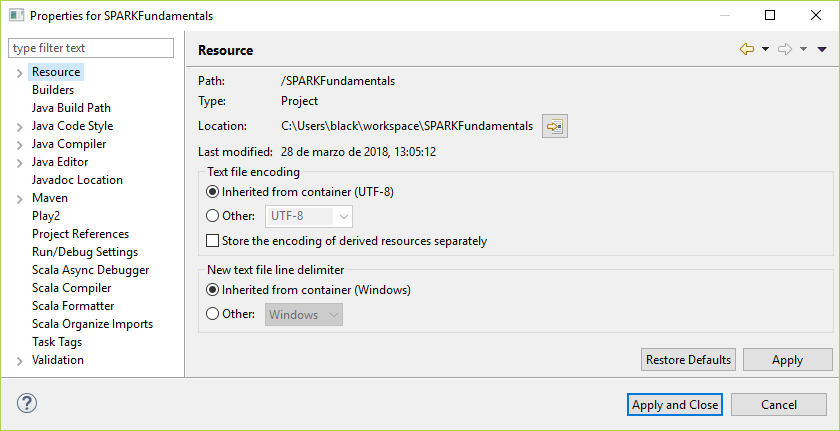 Properties for SPARKFundamentals
type filter text
Resource
Builders
Java Build Path
Java Code Style
Java Compiler
Java Editor
Javadoc Location
Maven
Play2
Project References
Run/Debug Settings
Scala Async Debugger
Scala Compiler
Scala Formatter
Scala Organize Imports
Task Tags
Validation
Resource
Path: /SPARKFundamentals
Type: Project
Location: C:\Users\black\workspace\SPARKFundamentals
Last modified: 28 de marzo de 2018, 13:05:12
Text file encoding
Inherited from container (UTF-8)
Other: UTF-8
Store the encoding of derived resources separately
New text file line delimiter
Inherited from container (Windows)
Other: Windows
Restore Defaults Apply
? Apply and Close Cancel